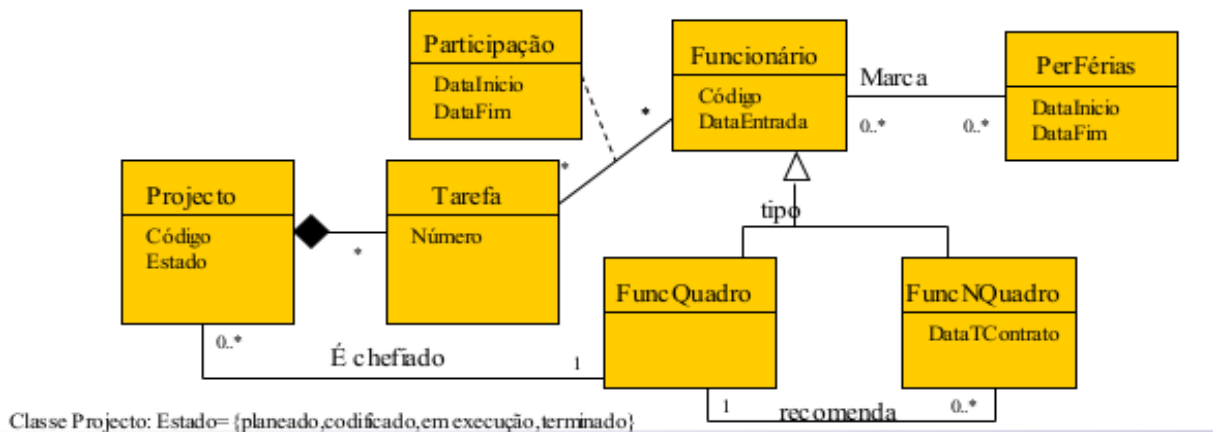 Participação
DataInicio
DataFim
Funcionário
Código
DataEntrada
Marca
0..*
0..*
PerFérias
DataInicio
DataFim
*
*
Projecto
Código
Estado
*
Tarefa
Número
tipo
FuncQuadro
FuncNQuadro
DataTContrato
0..*
É chefiado
1
1
recomenda
0..*
Classe Projecto: Estado={planeado,codificado,em execução,terminado}